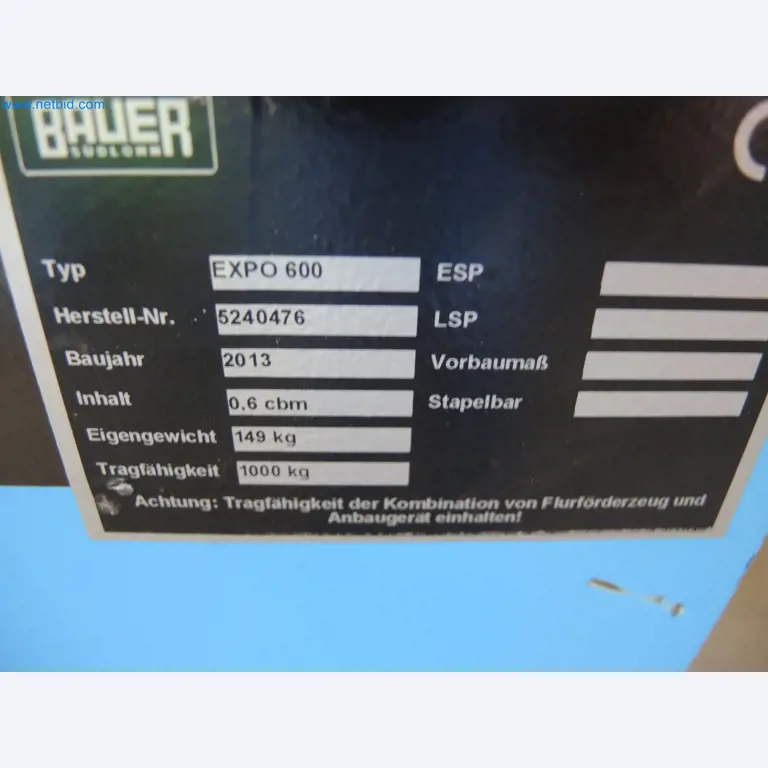 www.netbid.com
BAUER
SÜDLOHN
Typ EXPO 600 ESP
Herstell-Nr. 5240476 LSP
Baujahr 2013 Vorbaumaß
Inhalt 0,6 cbm Stapelbar
Eigengewicht 149 kg
Tragfähigkeit 1000 kg
Achtung: Tragfähigkeit der Kombination von Flurförderzeug und
Anbaugerät einhalten!